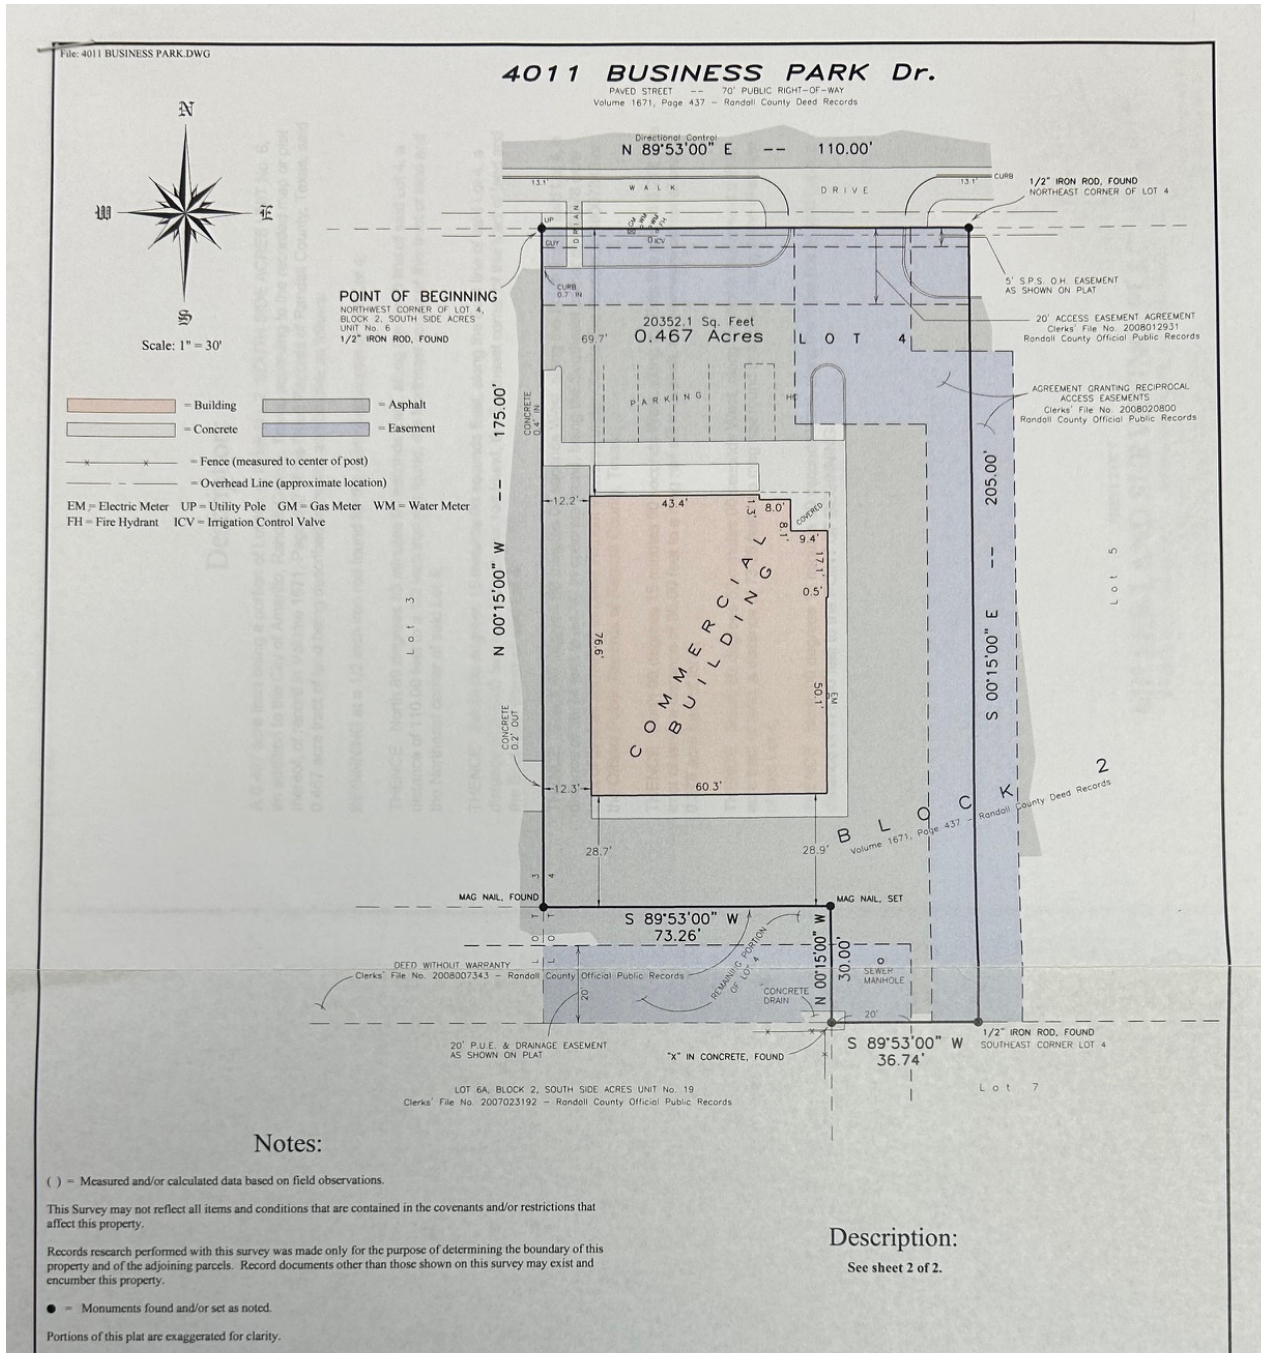 File: 4011 BUSINESS PARK.DWG
4011 BUSINESS PARK Dr.
PAVED STREET -- 70' PUBLIC RIGHT-OF-WAY
Volume 1671, Page 437 - Randall County Deed Records
N
W
E
S
Scale: 1" = 30'
Directional Control
N 89°53'00" E -- 110.00'
13.1'
WALK
DRIVE
13.1'
CURB
1/2" IRON ROD, FOUND
NORTHEAST CORNER OF LOT 4
UP
GUY
GM
WM
WM
FH
ICV
CURB
0.7' IN
5' S.P.S. O.H. EASEMENT
AS SHOWN ON PLAT
POINT OF BEGINNING
NORTHWEST CORNER OF LOT 4,
BLOCK 2, SOUTH SIDE ACRES
UNIT No. 6
1/2" IRON ROD, FOUND
20352.1 Sq. Feet
0.467 Acres
LOT 4
69.7'
20' ACCESS EASEMENT AGREEMENT
Clerks' File No. 2008012931
Randall County Official Public Records
AGREEMENT GRANTING RECIPROCAL
ACCESS EASEMENTS
Clerks' File No. 2008020800
Randall County Official Public Records
PARKING
HC
= Building
= Asphalt
= Concrete
= Easement
= Fence (measured to center of post)
= Overhead Line (approximate location)
EM = Electric Meter UP = Utility Pole GM = Gas Meter WM = Water Meter
FH = Fire Hydrant ICV = Irrigation Control Valve
CONCRETE
0.4' IN
N 00°15'00" W -- 175.00'
Lot 3
CONCRETE
0.2' OUT
12.2'
43.4'
1.3'
8.0'
8.1'
COVERED
9.4'
17.1'
0.5'
76.6'
COMMERCIAL
BUILDING
50.1'
EM
12.3'
60.3'
28.7'
28.9'
S 00°15'00" E -- 205.00'
Lot 5
BLOCK 2
Volume 1671, Page 437 - Randall County Deed Records
3
4
LOT
LOT
MAG NAIL, FOUND
MAG NAIL, SET
S 89°53'00" W
73.26'
N 00°15'00" W
30.00'
REMAINING PORTION
OF LOT 4
DEED WITHOUT WARRANTY
Clerks' File No. 2008007343 - Randall County Official Public Records
SEWER
MANHOLE
CONCRETE
DRAIN
20'
20'
20' P.U.E. & DRAINAGE EASEMENT
AS SHOWN ON PLAT
"X" IN CONCRETE, FOUND
S 89°53'00" W
36.74'
1/2" IRON ROD, FOUND
SOUTHEAST CORNER LOT 4
LOT 6A, BLOCK 2, SOUTH SIDE ACRES UNIT No. 19
Clerks' File No. 2007023192 - Randall County Official Public Records
Lot 7
Notes:
( ) = Measured and/or calculated data based on field observations.
This Survey may not reflect all items and conditions that are contained in the covenants and/or restrictions that
affect this property.
Records research performed with this survey was made only for the purpose of determining the boundary of this
property and of the adjoining parcels. Record documents other than those shown on this survey may exist and
encumber this property.
● = Monuments found and/or set as noted.
Portions of this plat are exaggerated for clarity.
Description:
See sheet 2 of 2.